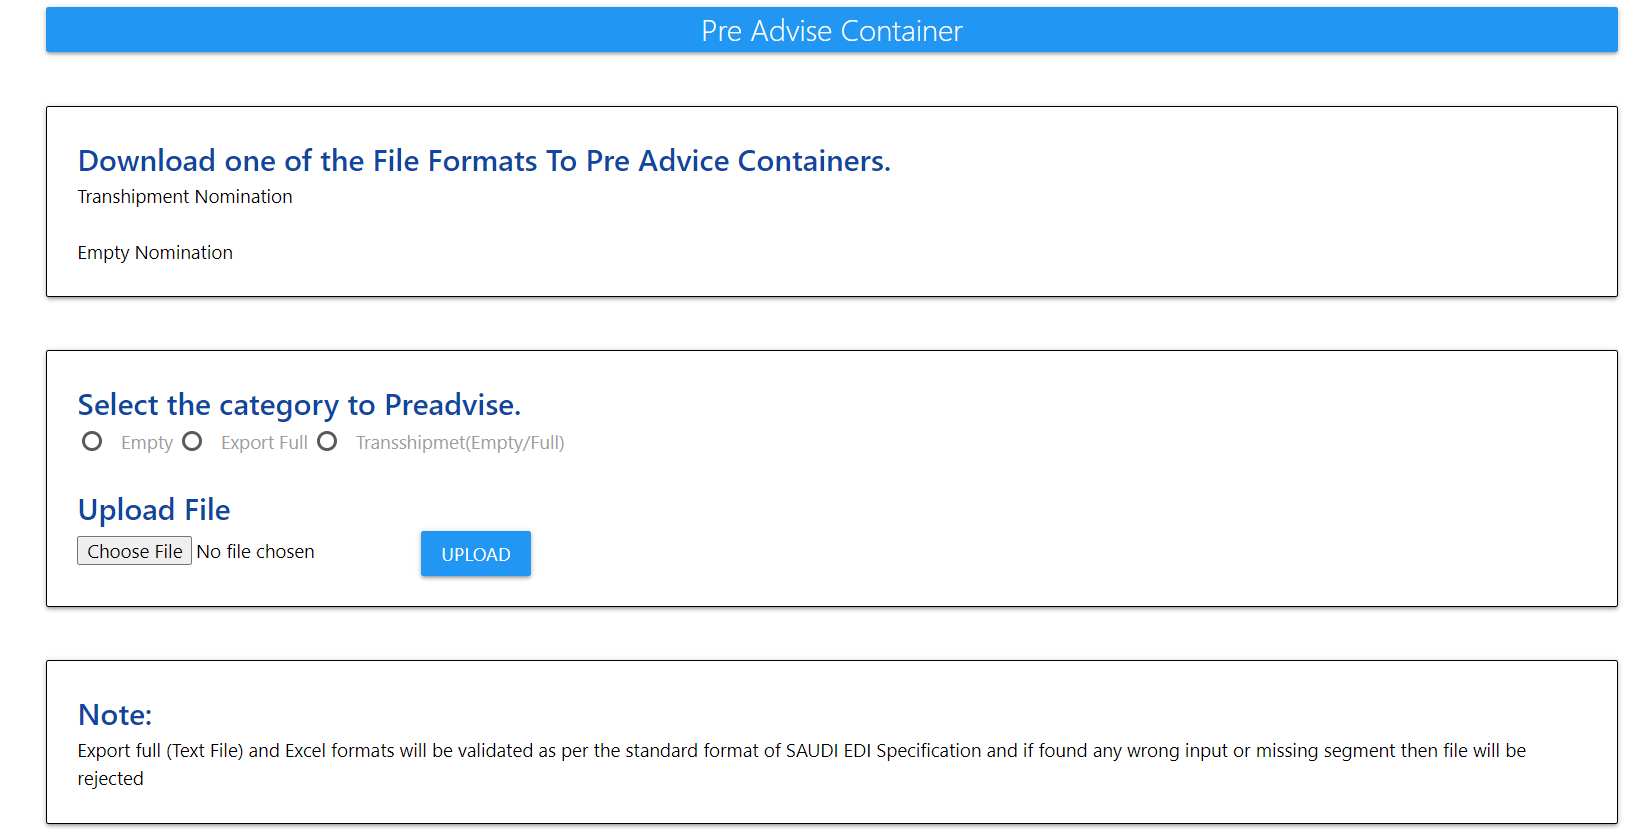 Pre Advise Container
Download one of the File Formats To Pre Advice Containers.
Transhipment Nomination
Empty Nomination
Select the category to Preadvise.
Empty Export Full Transshipmet(Empty/Full)
Upload File
Choose File No file chosen UPLOAD
Note:
Export full (Text File) and Excel formats will be validated as per the standard format of SAUDI EDI Specification and if found any wrong input or missing segment then file will be
rejected